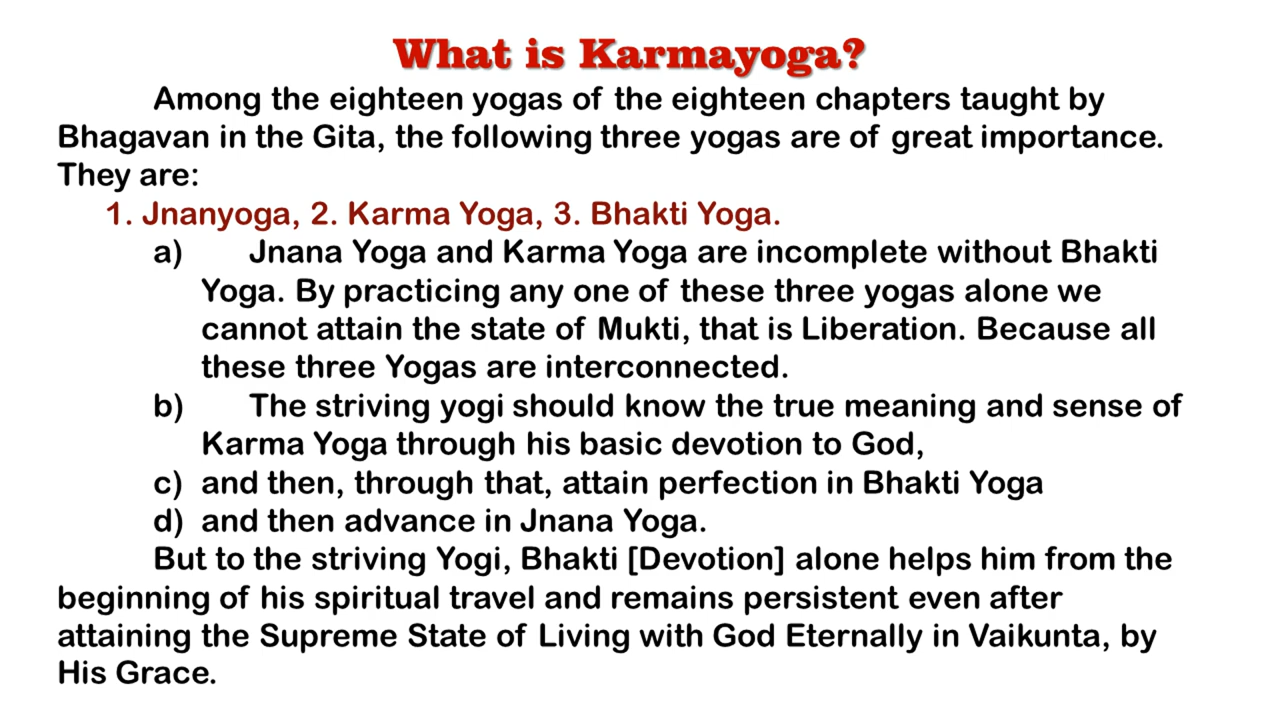 What is Karmayoga?
Among the eighteen yogas of the eighteen chapters taught by
Bhagavan in the Gita, the following three yogas are of great importance.
They are:
1. Jnanyoga, 2. Karma Yoga, 3. Bhakti Yoga.
a) Jnana Yoga and Karma Yoga are incomplete without Bhakti
Yoga. By practicing any one of these three yogas alone we
cannot attain the state of Mukti, that is Liberation. Because all
these three Yogas are interconnected.
b) The striving yogi should know the true meaning and sense of
Karma Yoga through his basic devotion to God,
c) and then, through that, attain perfection in Bhakti Yoga
d) and then advance in Jnana Yoga.
But to the striving Yogi, Bhakti [Devotion] alone helps him from the
beginning of his spiritual travel and remains persistent even after
attaining the Supreme State of Living with God Eternally in Vaikunta, by
His Grace.